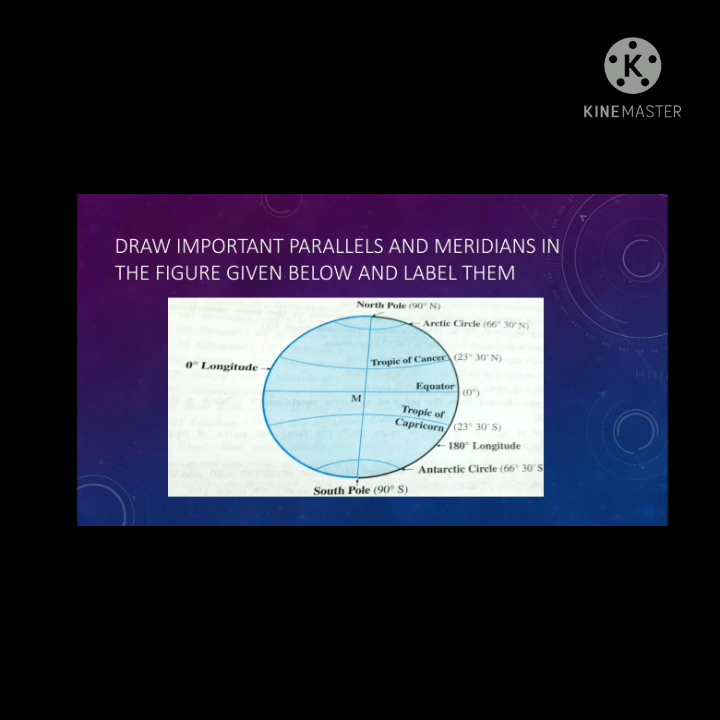 KINEMASTER
DRAW IMPORTANT PARALLELS AND MERIDIANS IN
THE FIGURE GIVEN BELOW AND LABEL THEM
North Pole (90° N)
Arctic Circle (66° 30' N)
Tropic of Cancer (23° 30' N)
0° Longitude
Equator (0°)
M
Tropic of
Capricorn (23° 30' S)
180° Longitude
Antarctic Circle (66° 30' S
South Pole (90° S)